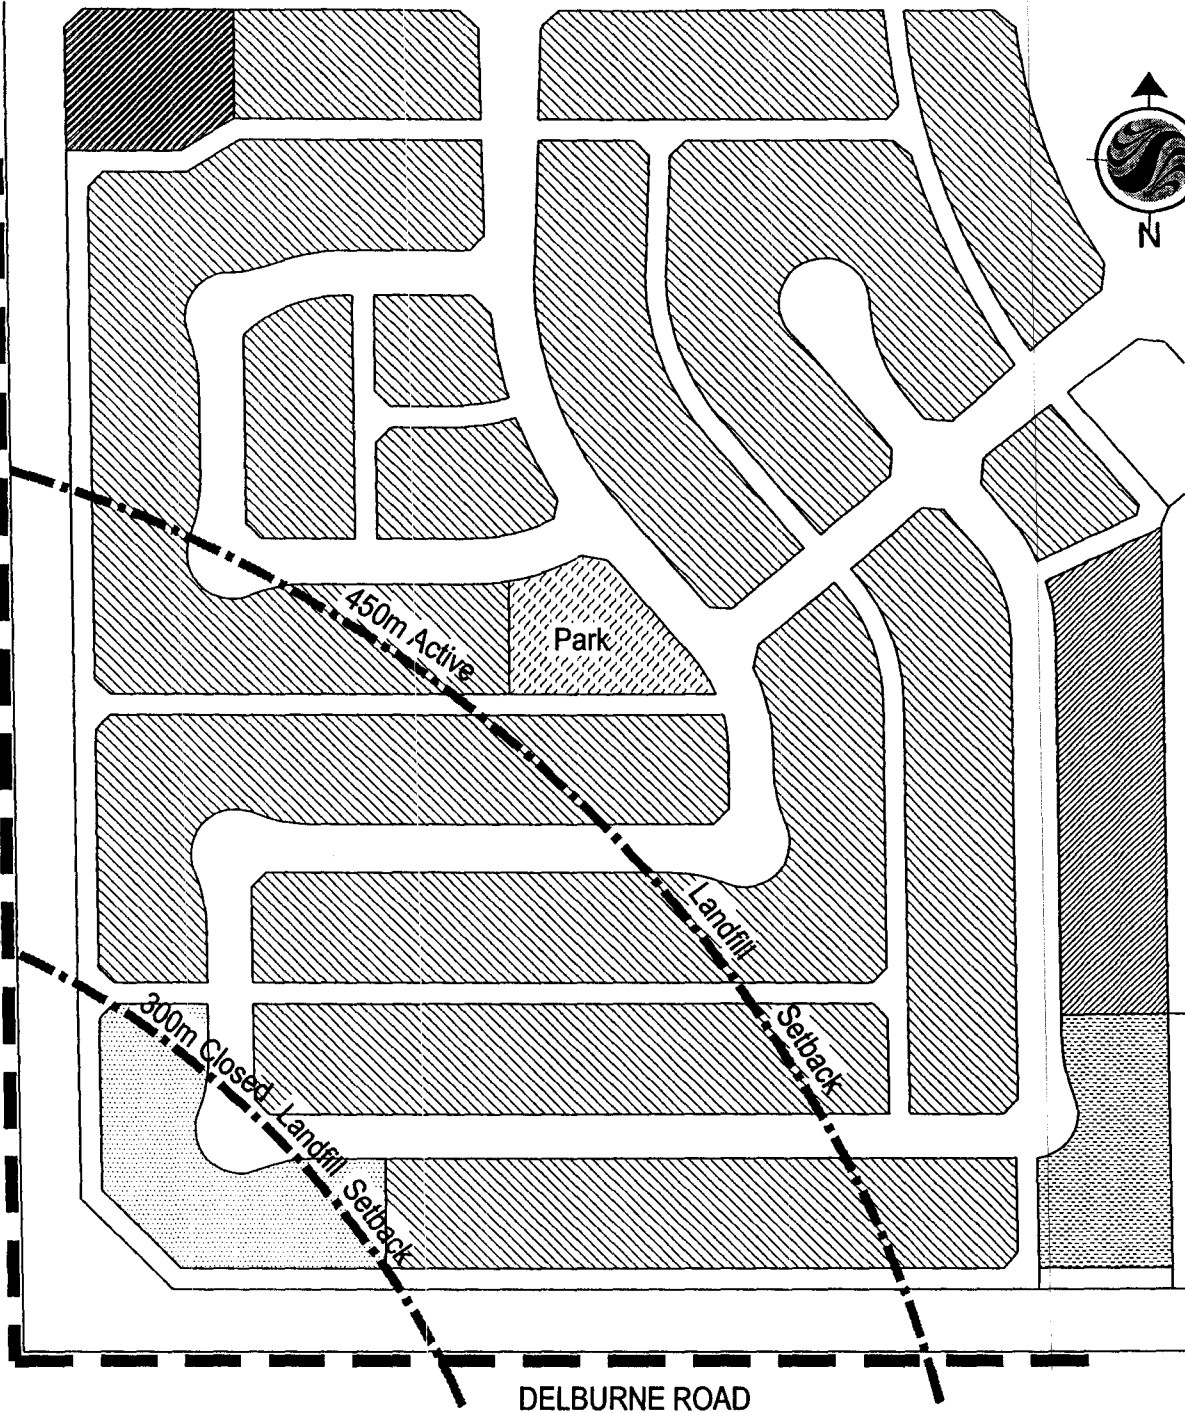 N
450m Active Landfill Setback
Park
300m Closed Landfill Setback
DELBURNE ROAD